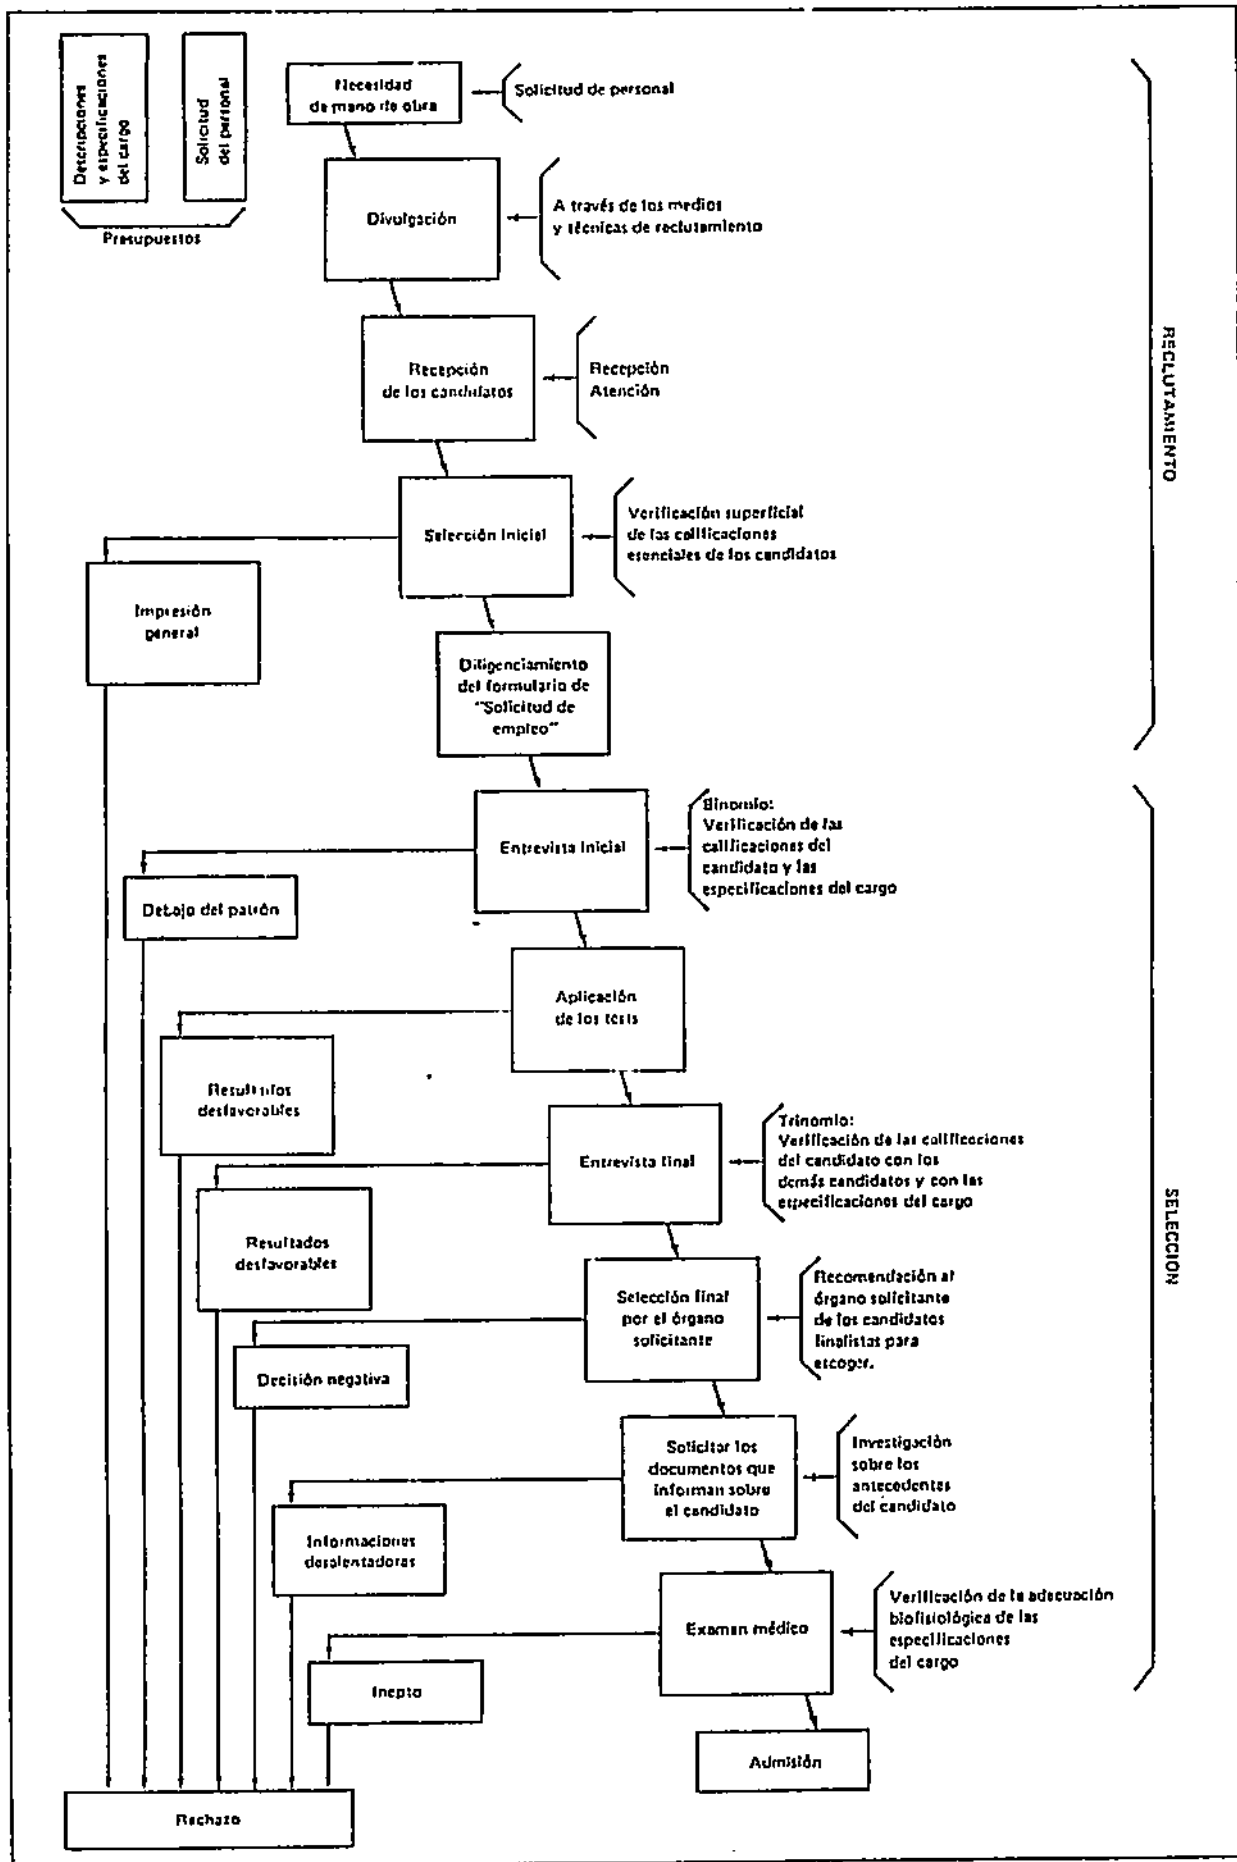 Descripciones
y especificaciones
del cargo
Solicitud
del personal
Presupuestos
Necesidad
de mano de obra
Solicitud de personal
Divulgación
A través de los medios
y técnicas de reclutamiento
Recepción
de los candidatos
Recepción
Atención
Selección inicial
Verificación superficial
de las calificaciones
esenciales de los candidatos
Impresión
general
Diligenciamiento
del formulario de
"Solicitud de
empleo"
RECLUTAMIENTO
Entrevista inicial
Binomio:
Verificación de las
calificaciones del
candidato y las
especificaciones del cargo
Debajo del patrón
Aplicación
de los tests
Resultados
desfavorables
Entrevista final
Trinomio:
Verificación de las calificaciones
del candidato con los
demás candidatos y con las
especificaciones del cargo
Resultados
desfavorables
Selección final
por el órgano
solicitante
Recomendación al
órgano solicitante
de los candidatos
finalistas para
escoger.
Decisión negativa
Solicitar los
documentos que
informan sobre
el candidato
Investigación
sobre los
antecedentes
del candidato
Informaciones
desalentadoras
Examen médico
Verificación de la adecuación
biofisiológica de las
especificaciones
del cargo
Inepto
SELECCIÓN
Admisión
Rechazo